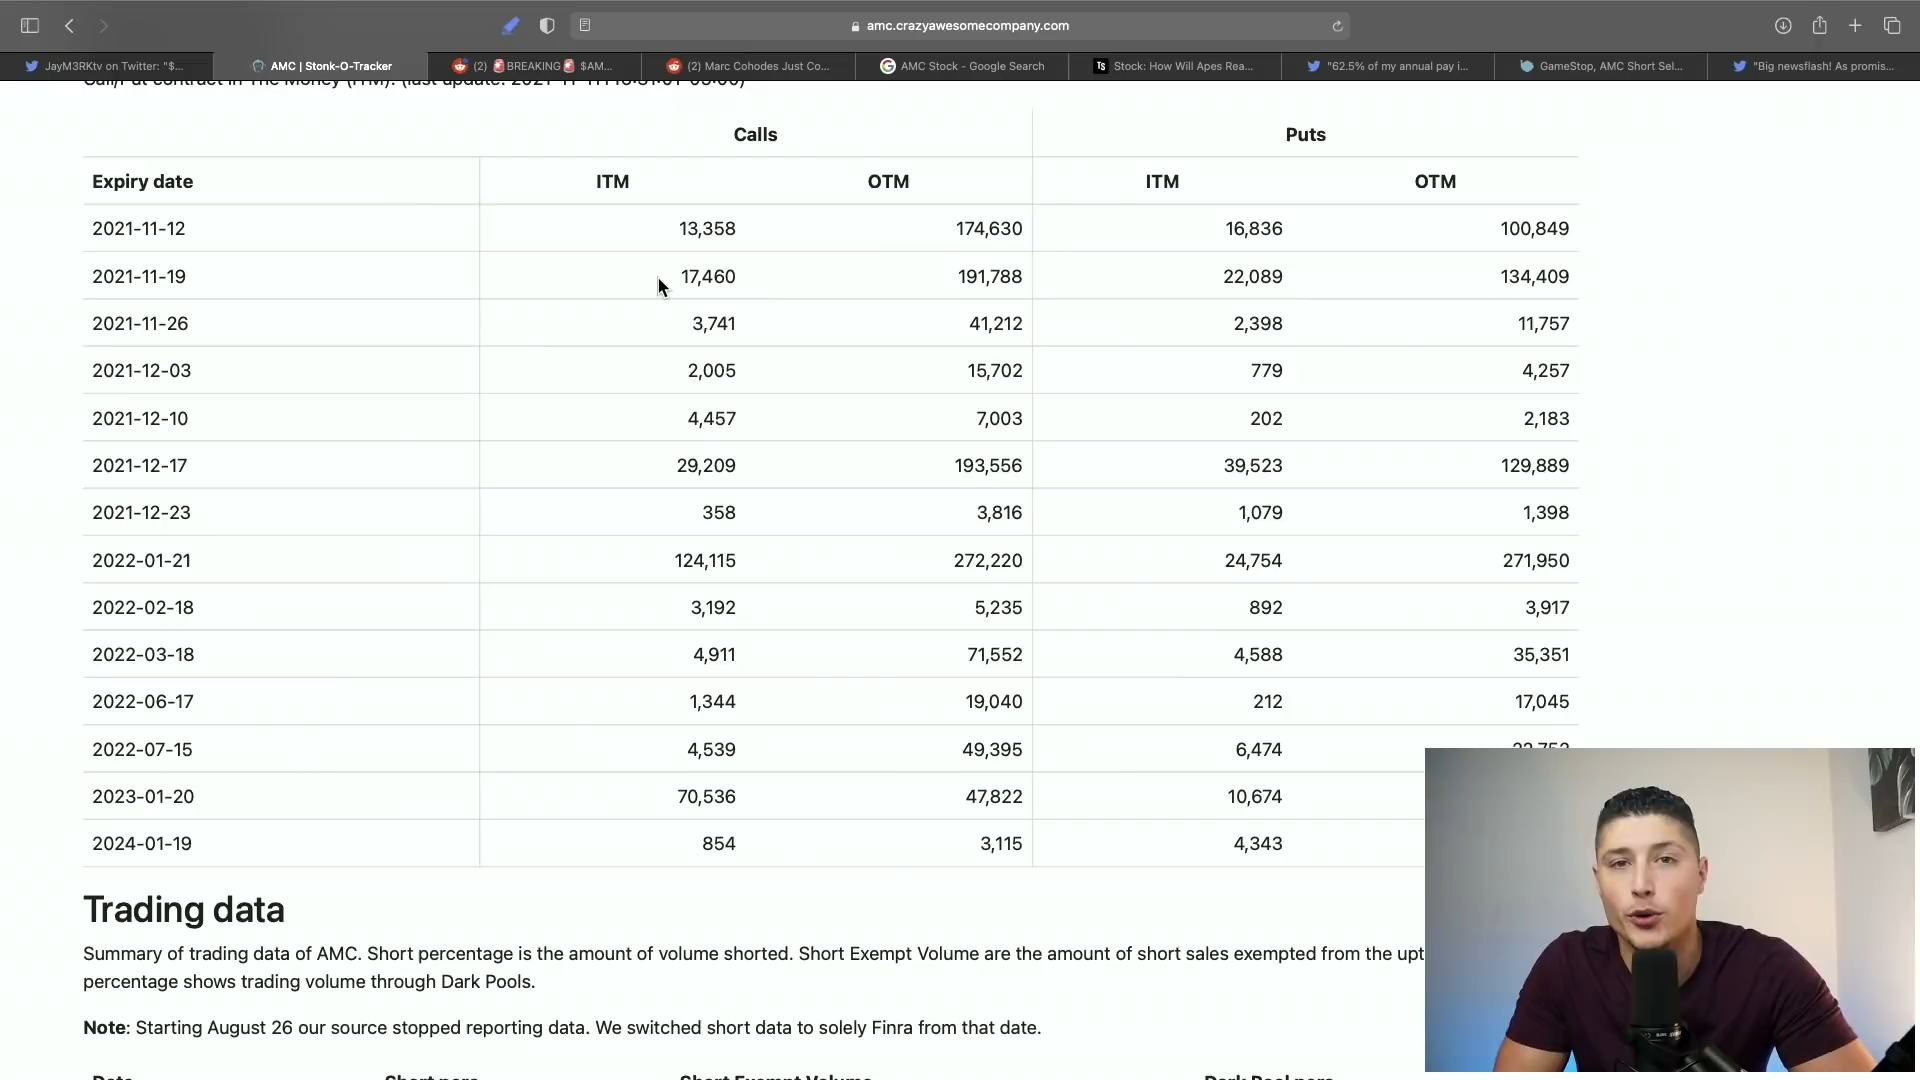 amc.crazyawesomecompany.com
JayM3RKtv on Twitter: "$...
AMC | Stonk-O-Tracker
(2) 🚨BREAKING🚨 $AM...
(2) Marc Cohodes Just Co...
AMC Stock - Google Search
Stock: How Will Apes Rea...
"62.5% of my annual pay i...
GameStop, AMC Short Sel...
"Big newsflash! As promis...
Calls Puts
Expiry date ITM OTM ITM OTM
2021-11-12 13,358 174,630 16,836 100,849
2021-11-19 17,460 191,788 22,089 134,409
2021-11-26 3,741 41,212 2,398 11,757
2021-12-03 2,005 15,702 779 4,257
2021-12-10 4,457 7,003 202 2,183
2021-12-17 29,209 193,556 39,523 129,889
2021-12-23 358 3,816 1,079 1,398
2022-01-21 124,115 272,220 24,754 271,950
2022-02-18 3,192 5,235 892 3,917
2022-03-18 4,911 71,552 4,588 35,351
2022-06-17 1,344 19,040 212 17,045
2022-07-15 4,539 49,395 6,474
2023-01-20 70,536 47,822 10,674
2024-01-19 854 3,115 4,343
Trading data
Summary of trading data of AMC. Short percentage is the amount of volume shorted. Short Exempt Volume are the amount of short sales exempted from the upt
percentage shows trading volume through Dark Pools.
Note: Starting August 26 our source stopped reporting data. We switched short data to solely Finra from that date.
Date Short perc Short Exempt Volume Dark Pool perc